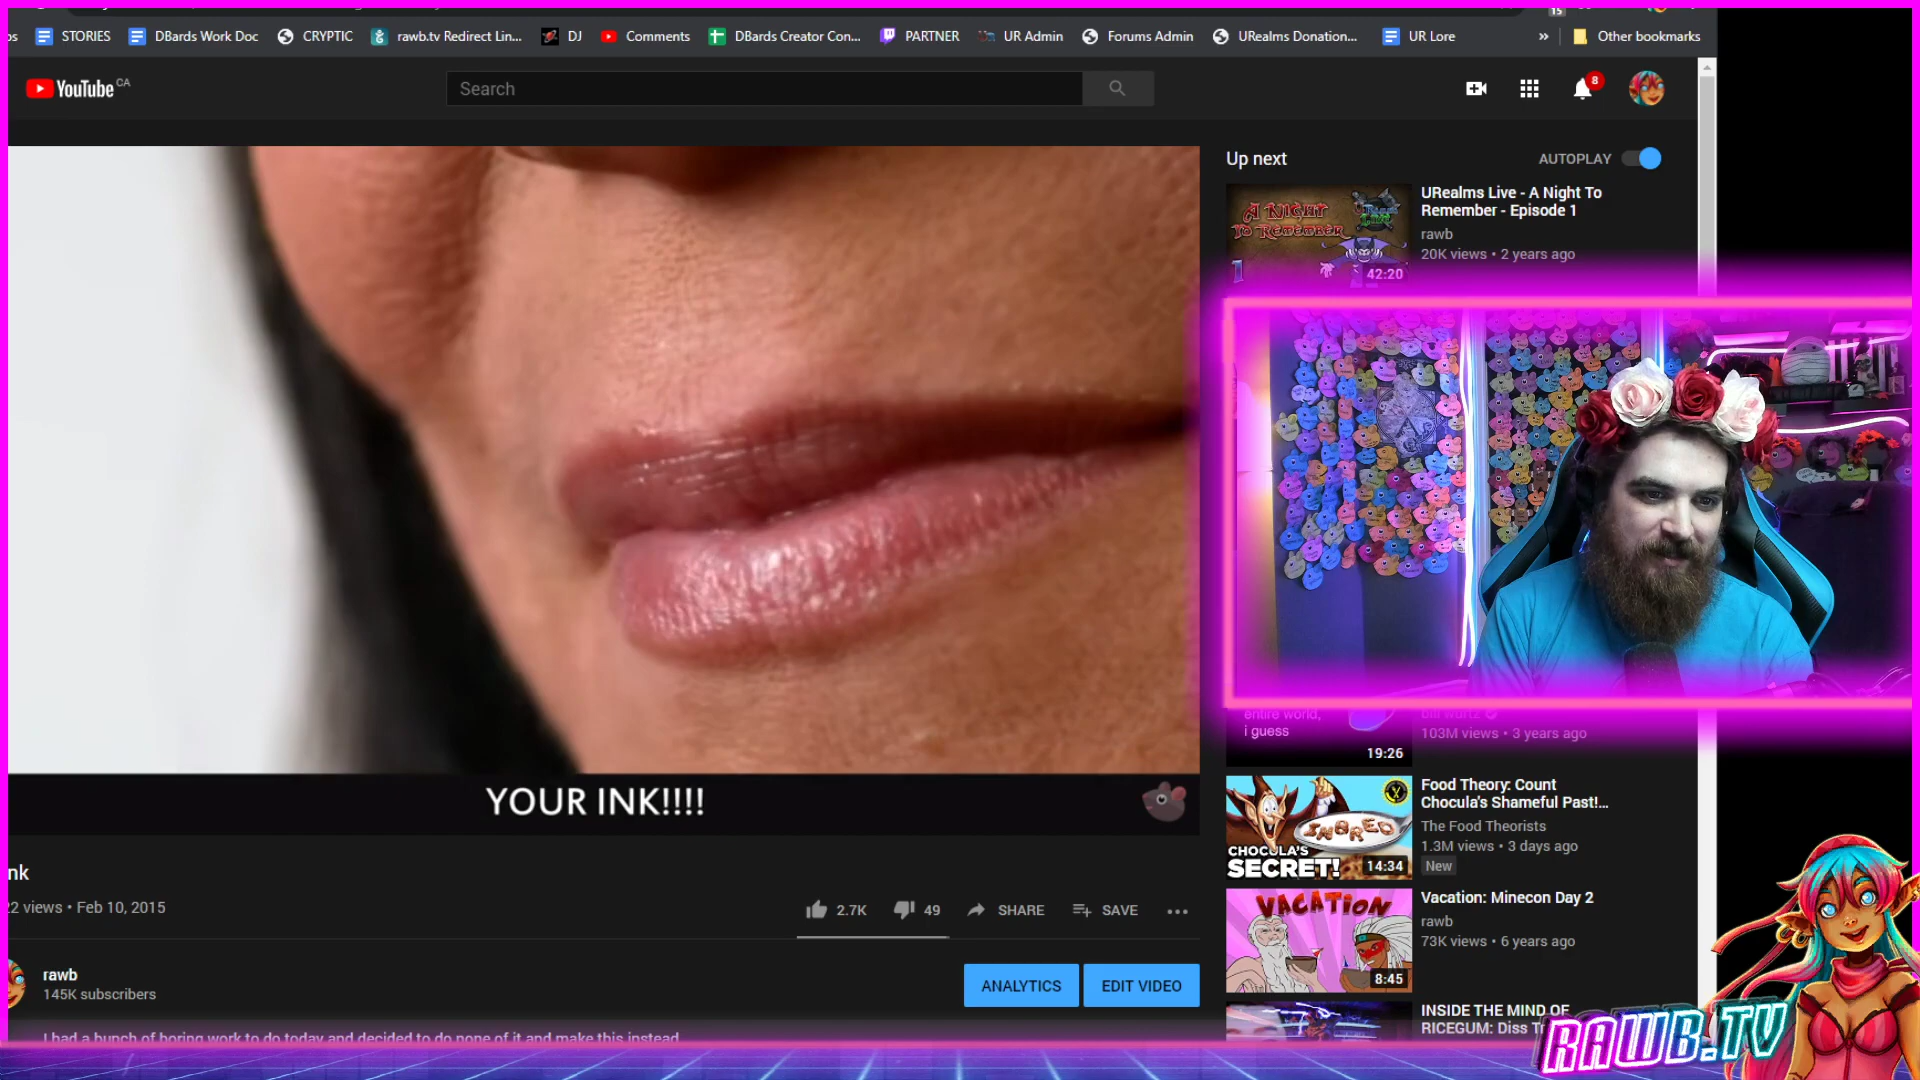 STORIES
DBards Work Doc
CRYPTIC
rawb.tv Redirect Lin...
DJ
Comments
DBards Creator Con...
PARTNER
UR Admin
Forums Admin
URealms Donation...
UR Lore
»
Other bookmarks
15
YouTube CA
Search
8
Up next
AUTOPLAY
A NIGHT TO REMEMBER
1
42:20
URealms Live - A Night To
Remember - Episode 1
rawb
20K views • 2 years ago
entire world,
i guess
19:26
bill wurtz
103M views • 3 years ago
INBRED
CHOCULA'S
SECRET!
14:34
Food Theory: Count
Chocula's Shameful Past!...
The Food Theorists
1.3M views • 3 days ago
New
VACATION
8:45
Vacation: Minecon Day 2
rawb
73K views • 6 years ago
INSIDE THE MIND OF
RICEGUM: Diss
YOUR INK!!!!
nk
22 views • Feb 10, 2015
2.7K
49
SHARE
SAVE
rawb
145K subscribers
ANALYTICS
EDIT VIDEO
I had a bunch of boring work to do today and decided to do none of it and make this instead
RAWB.TV